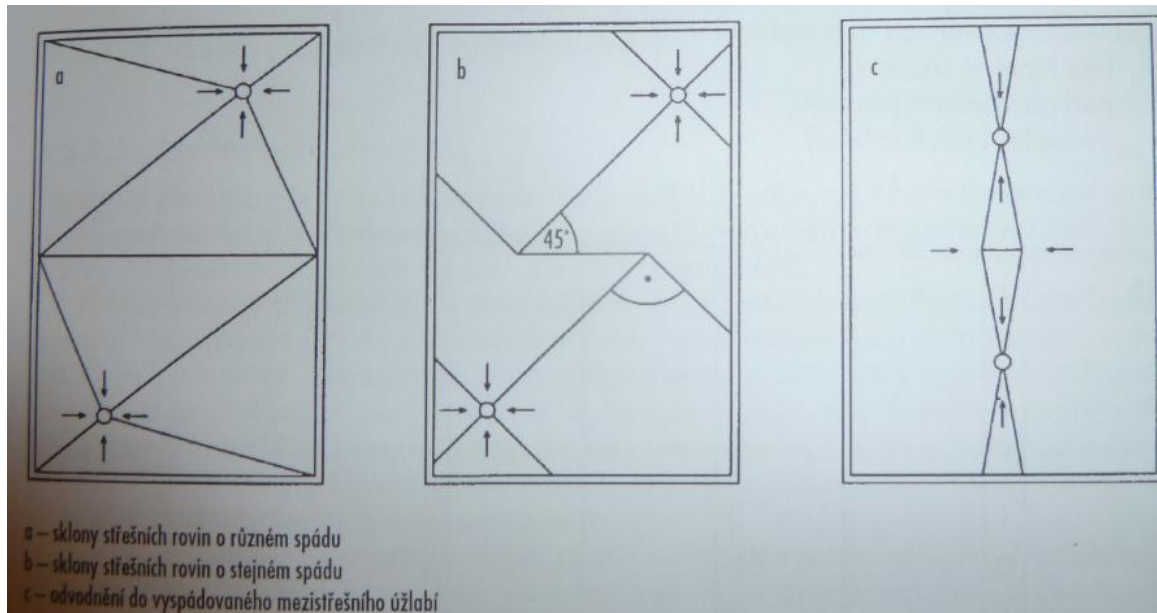 a
b
c
45°
a – sklony střešních rovin o různém spádu
b – sklony střešních rovin o stejném spádu
c – odvodnění do vyspádovaného mezistřešního úžlabí